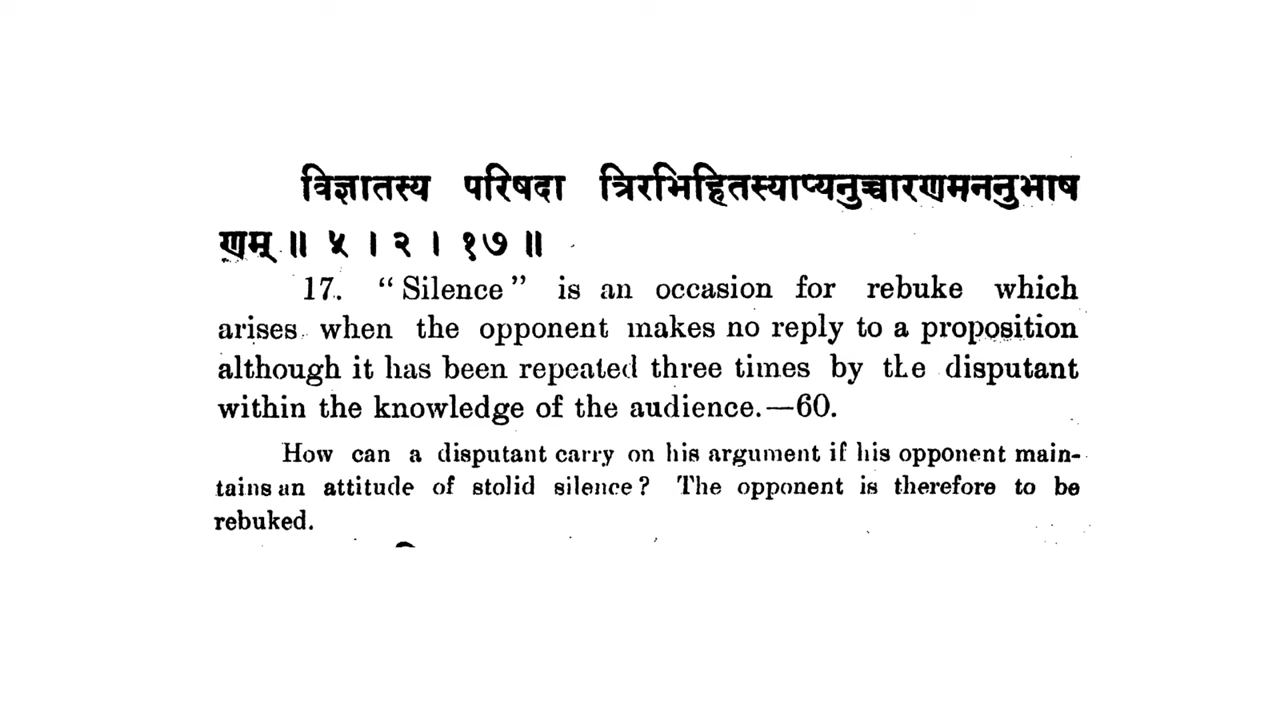 विज्ञातस्य परिषदा त्रिरभिहितस्याप्यनुच्चारणमननुभाष
णम् ॥ ५ । २ । १७ ॥
17. “Silence” is an occasion for rebuke which
arises when the opponent makes no reply to a proposition
although it has been repeated three times by the disputant
within the knowledge of the audience.—60.
How can a disputant carry on his argument if his opponent main-
tains an attitude of stolid silence? The opponent is therefore to be
rebuked.